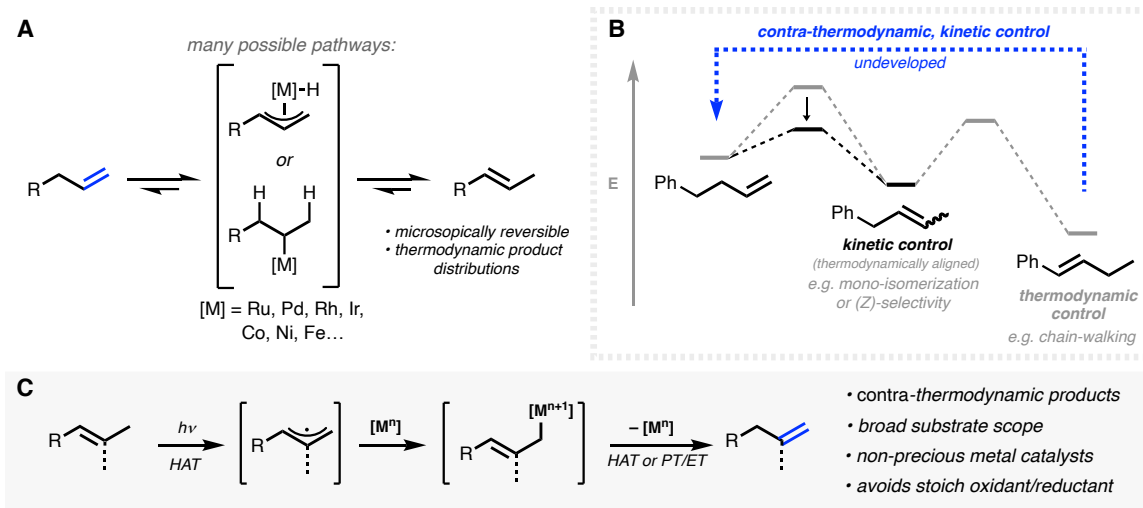 A
many possible pathways:
[M]-H
R
or
R
R
H
H
R
[M]
• microsopically reversible
• thermodynamic product
distributions
[M] = Ru, Pd, Rh, Ir,
Co, Ni, Fe...
B
contra-thermodynamic, kinetic control
undeveloped
E
Ph
Ph
kinetic control
(thermodynamically aligned)
e.g. mono-isomerization
or (Z)-selectivity
Ph
thermodynamic
control
e.g. chain-walking
C
R
hν
HAT
R
[Mⁿ]
[Mⁿ⁺¹]
R
– [Mⁿ]
HAT or PT/ET
R
• contra-thermodynamic products
• broad substrate scope
• non-precious metal catalysts
• avoids stoich oxidant/reductant